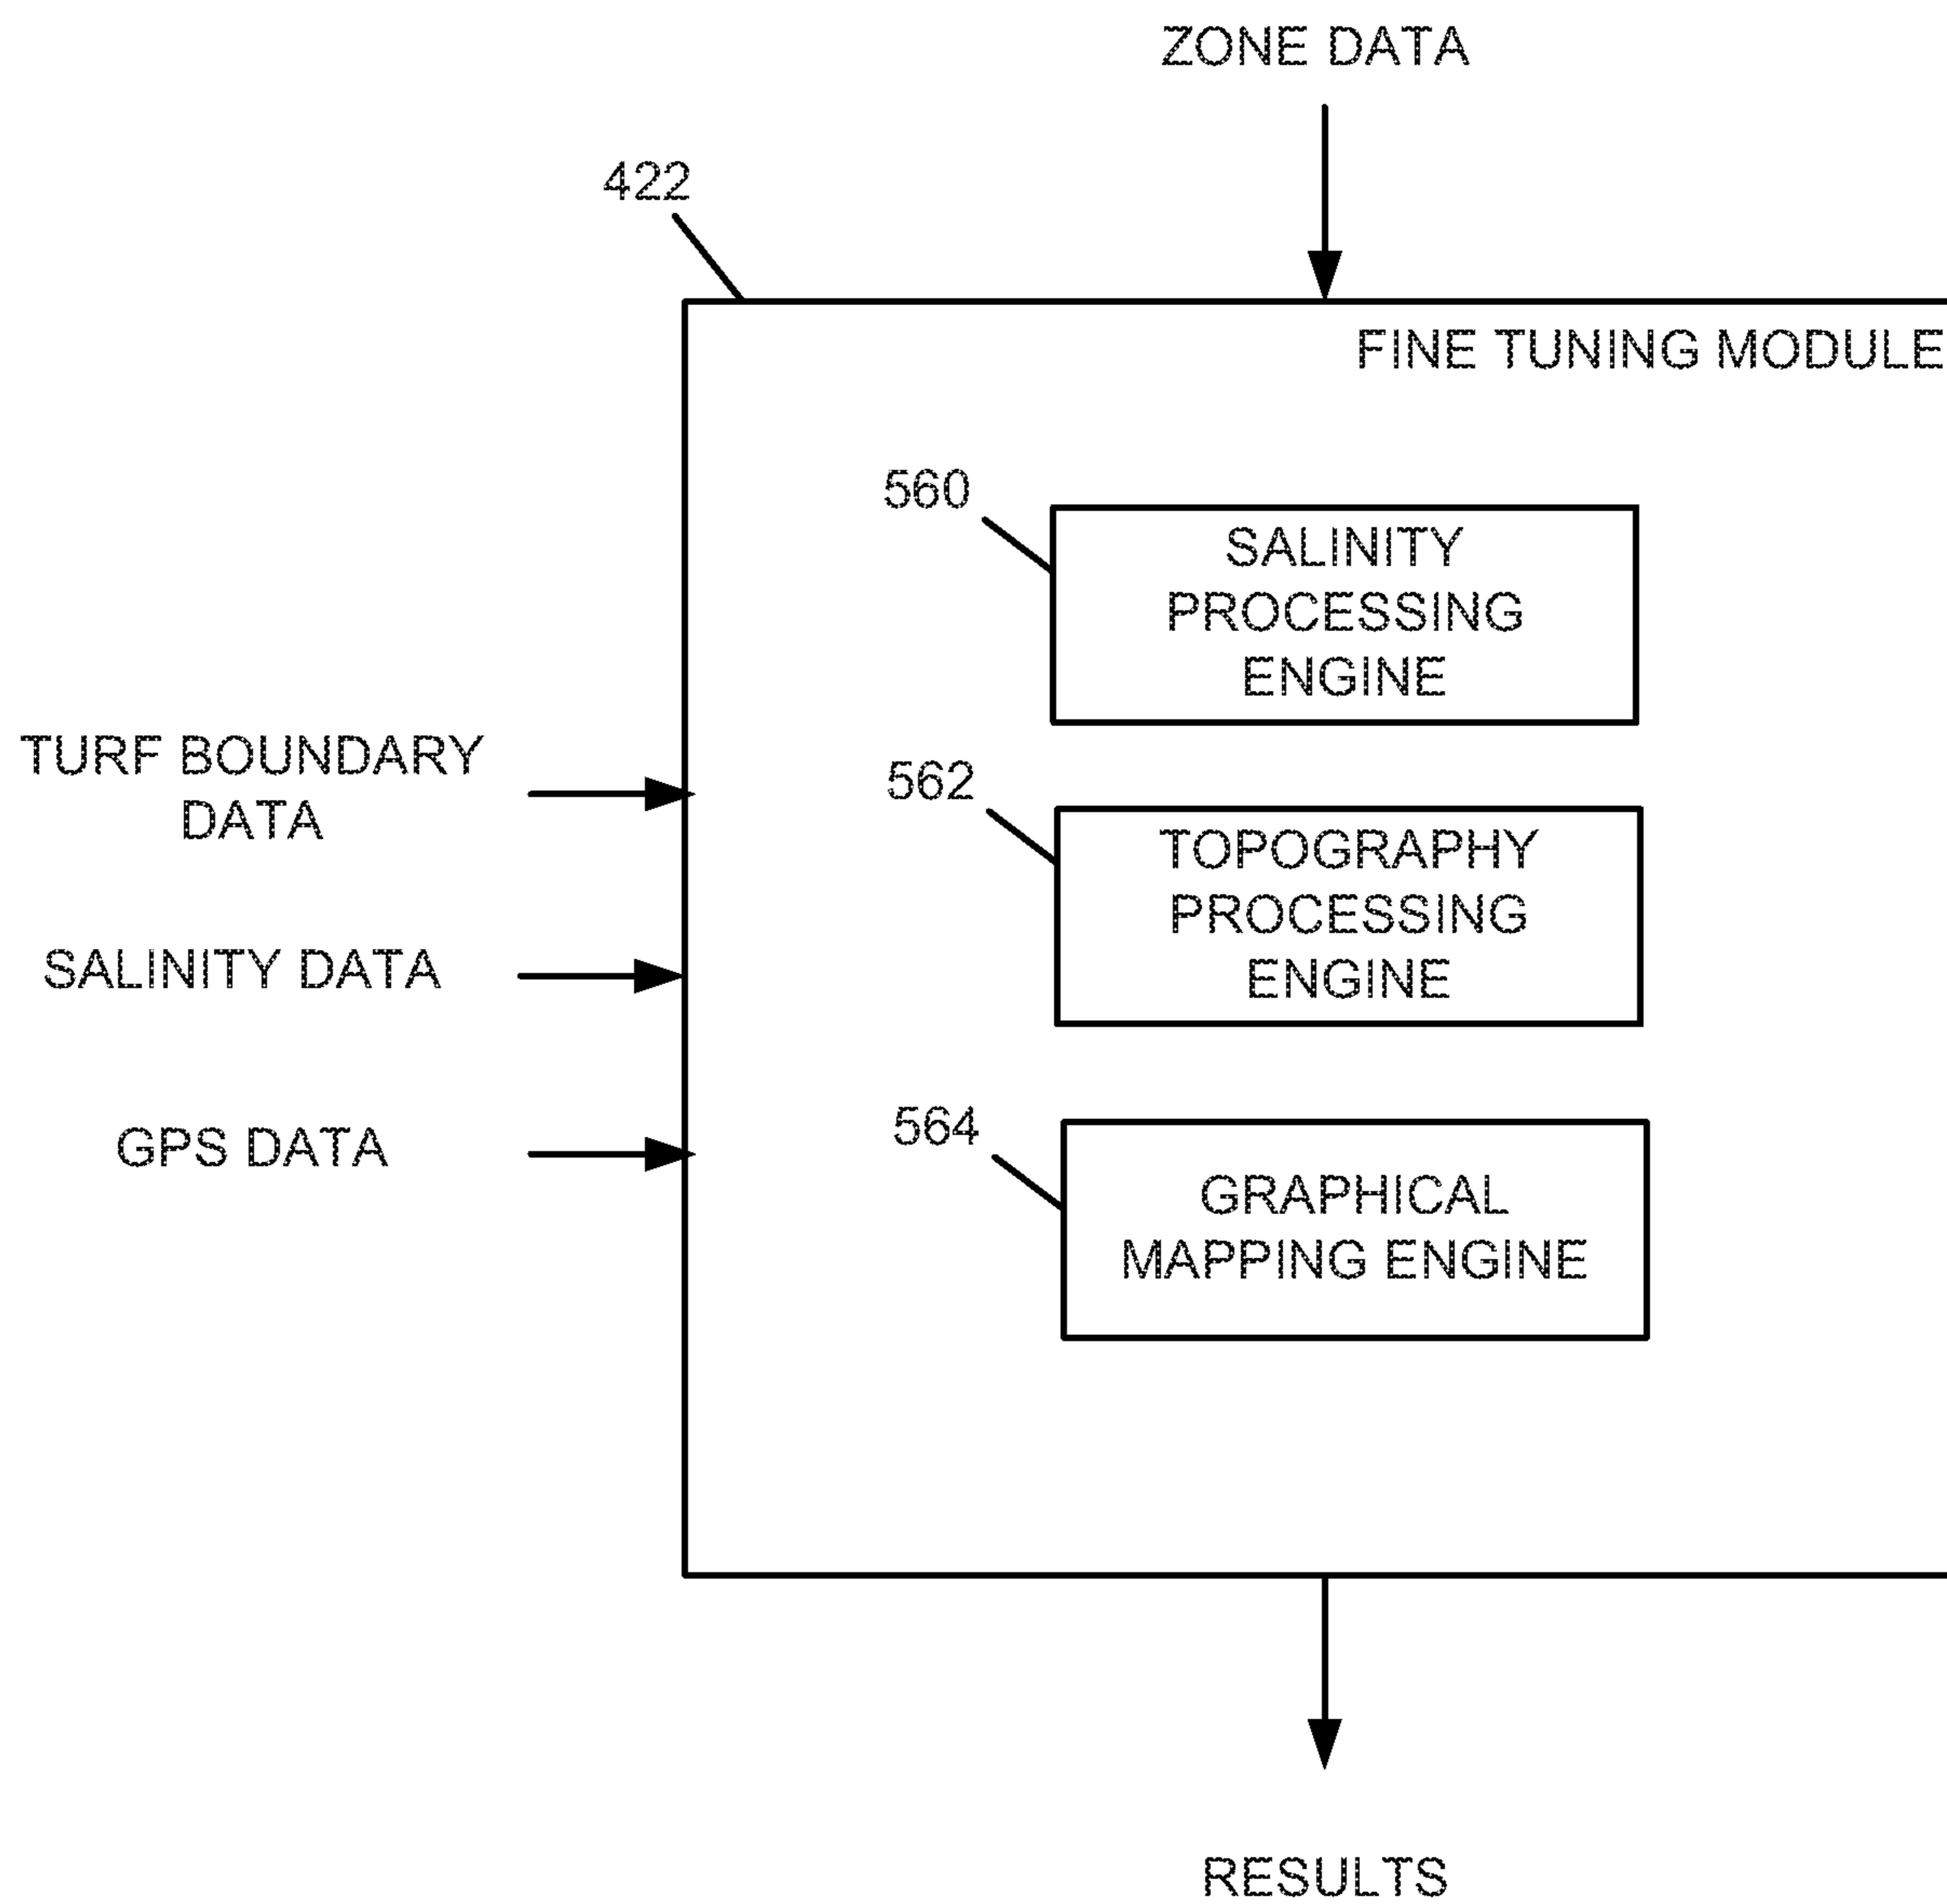 ZONE DATA
422
FINE TUNING MODULE
560
SALINITY
PROCESSING
ENGINE
TURF BOUNDARY
DATA
562
TOPOGRAPHY
PROCESSING
ENGINE
SALINITY DATA
GPS DATA
564
GRAPHICAL
MAPPING ENGINE
RESULTS